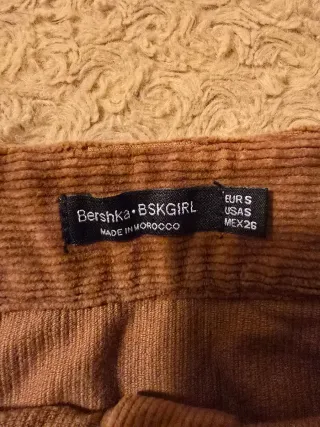 Bershka • BSKGIRL
MADE IN MOROCCO
EUR S
USA S
MEX 26